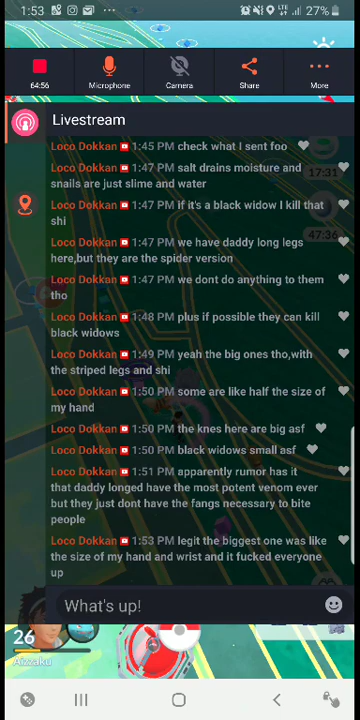 1:53
LTE
27%
64:56
Microphone
Camera
Share
More
Livestream
Loco Dokkan 1:45 PM check what I sent foo
17:31
Loco Dokkan 1:47 PM salt drains moisture and
snails are just slime and water
Loco Dokkan 1:47 PM if it's a black widow I kill that
shi
47:36
Loco Dokkan 1:47 PM we have daddy long legs
here,but they are the spider version
Loco Dokkan 1:47 PM we dont do anything to them
tho
Loco Dokkan 1:48 PM plus if possible they can kill
black widows
Loco Dokkan 1:49 PM yeah the big ones tho,with
the striped legs and shi
Loco Dokkan 1:50 PM some are like half the size of
my hand
Loco Dokkan 1:50 PM the knes here are big asf
Loco Dokkan 1:50 PM black widows small asf
Loco Dokkan 1:51 PM apparently rumor has it
that daddy longed have the most potent venom ever
but they just dont have the fangs necessary to bite
people
Loco Dokkan 1:53 PM legit the biggest one was like
the size of my hand and wrist and it fucked everyone
up
What's up!
26
Aizzaku